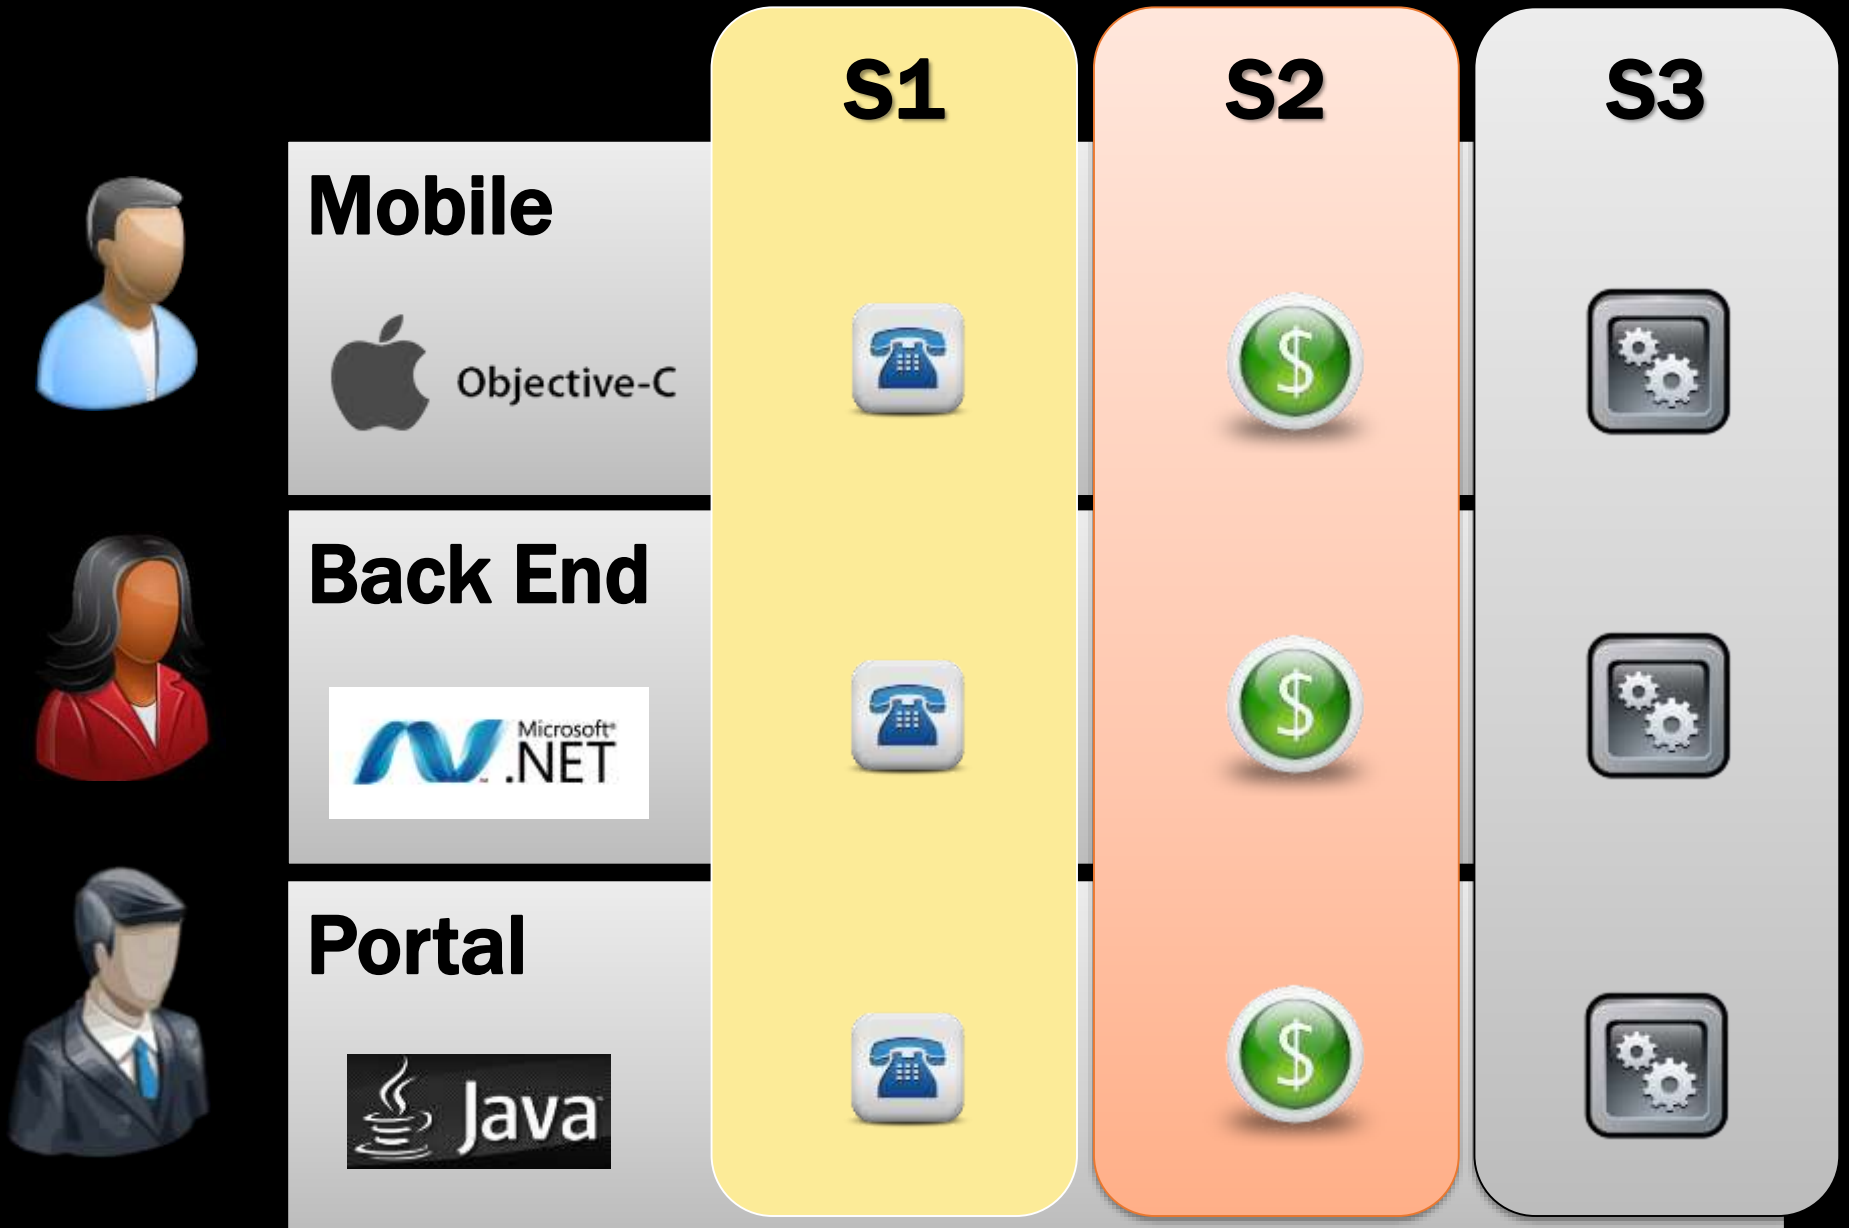 S1 S2 S3
Mobile
Objective-C
Back End
Microsoft®
.NET
Portal
Java
$
$
$